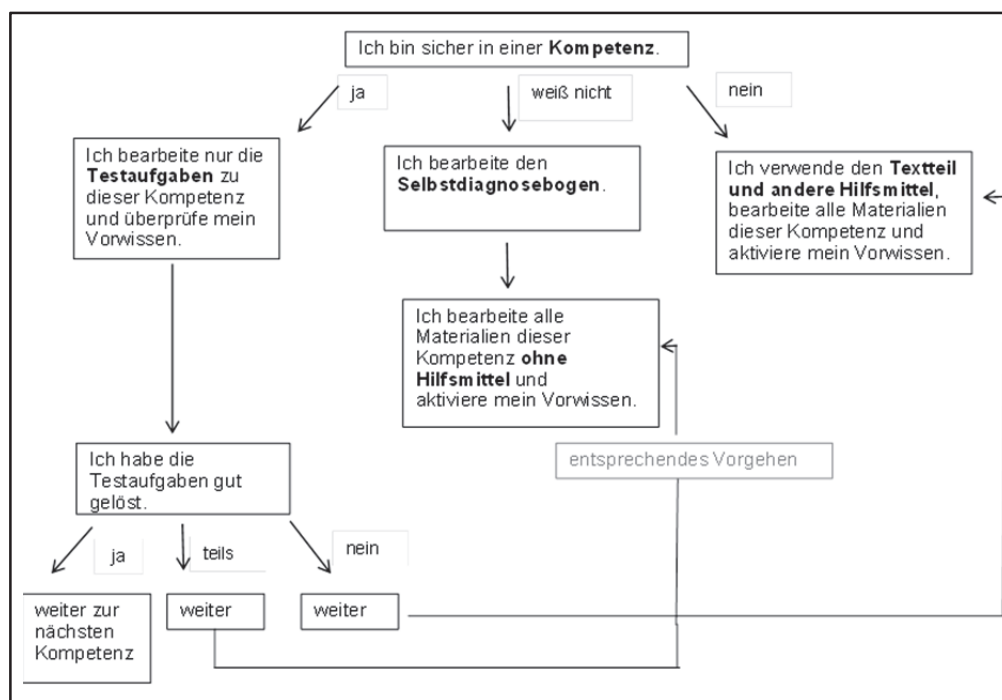 Ich bin sicher in einer Kompetenz.
ja
weiß nicht
nein
Ich bearbeite nur die
Testaufgaben zu
dieser Kompetenz
und überprüfe mein
Vorwissen.
Ich bearbeite den
Selbstdiagnosebogen.
Ich verwende den Textteil
und andere Hilfsmittel,
bearbeite alle Materialien
dieser Kompetenz und
aktiviere mein Vorwissen.
Ich bearbeite alle
Materialien dieser
Kompetenz ohne
Hilfsmittel und
aktiviere mein Vorwissen.
Ich habe die
Testaufgaben gut
gelöst.
entsprechendes Vorgehen
ja
teils
nein
weiter zur
nächsten
Kompetenz
weiter
weiter